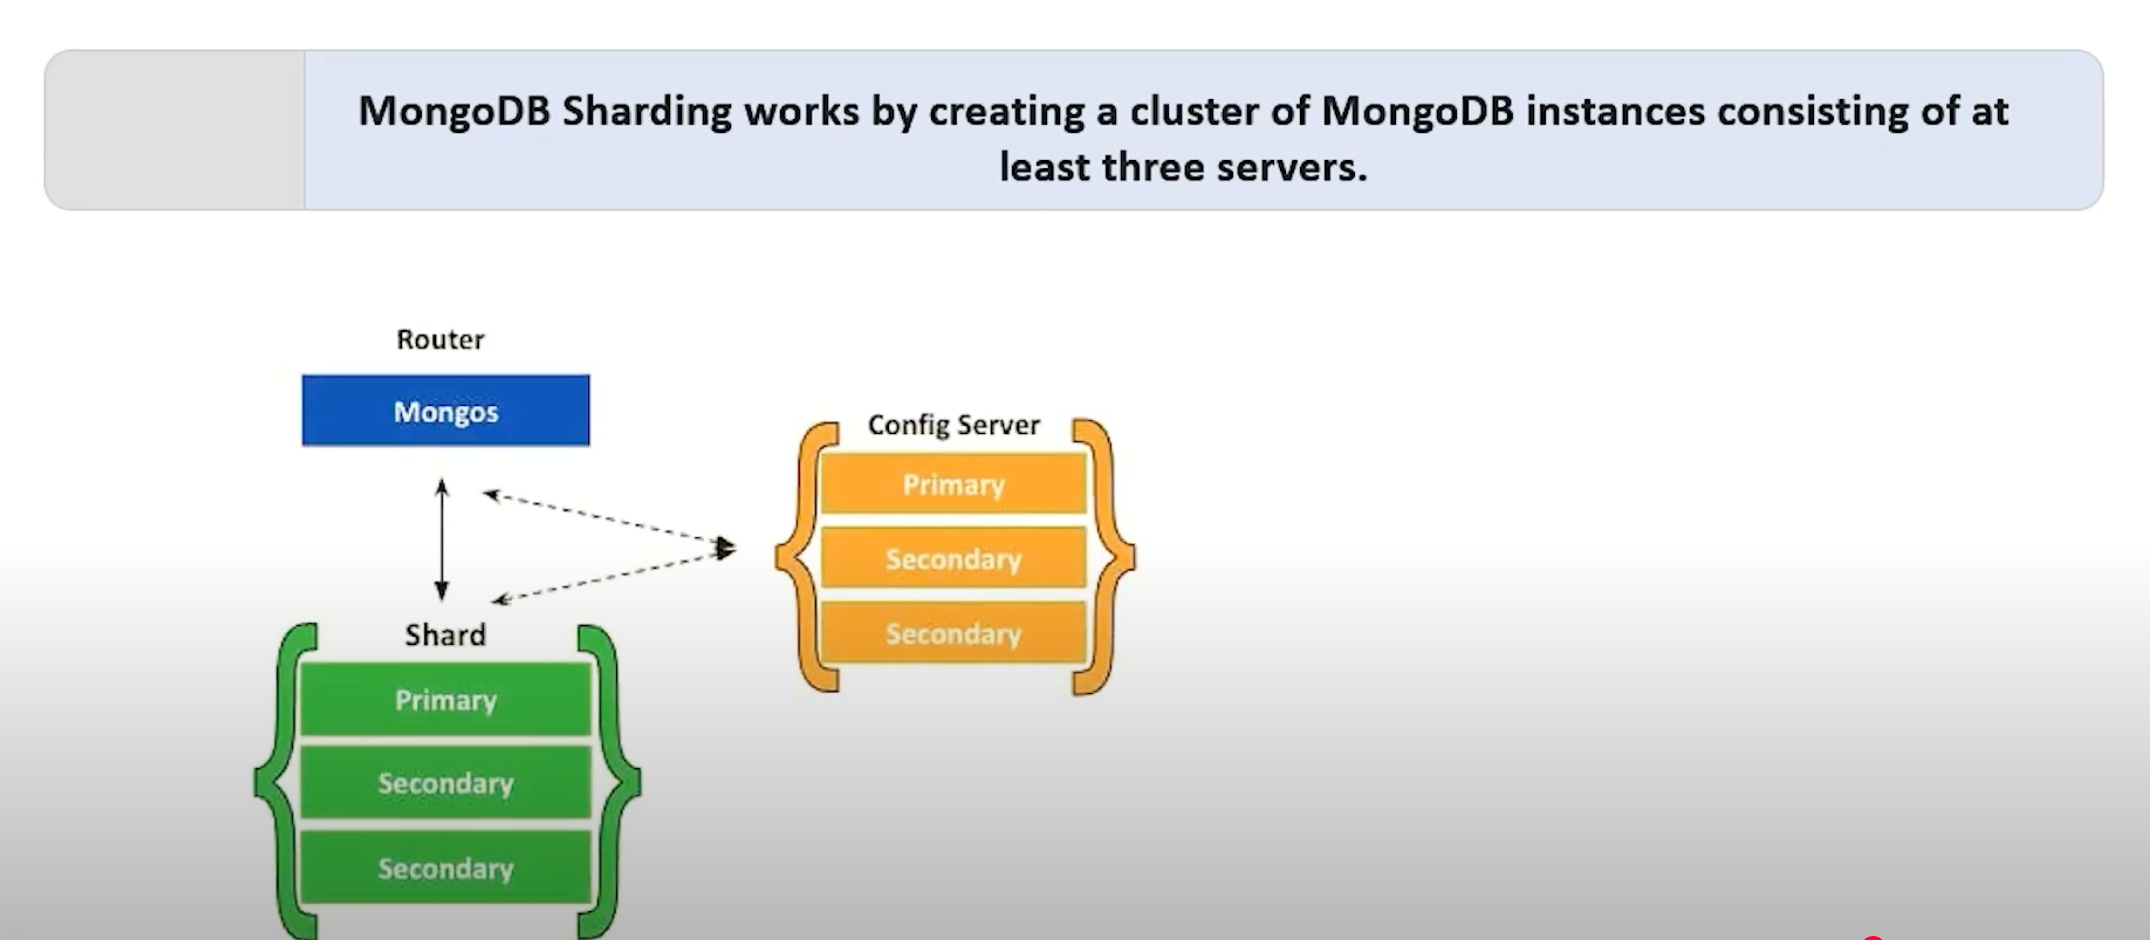 MongoDB Sharding works by creating a cluster of MongoDB instances consisting of at
least three servers.
Router
Mongos
Config Server
Primary
Secondary
Secondary
Shard
Primary
Secondary
Secondary